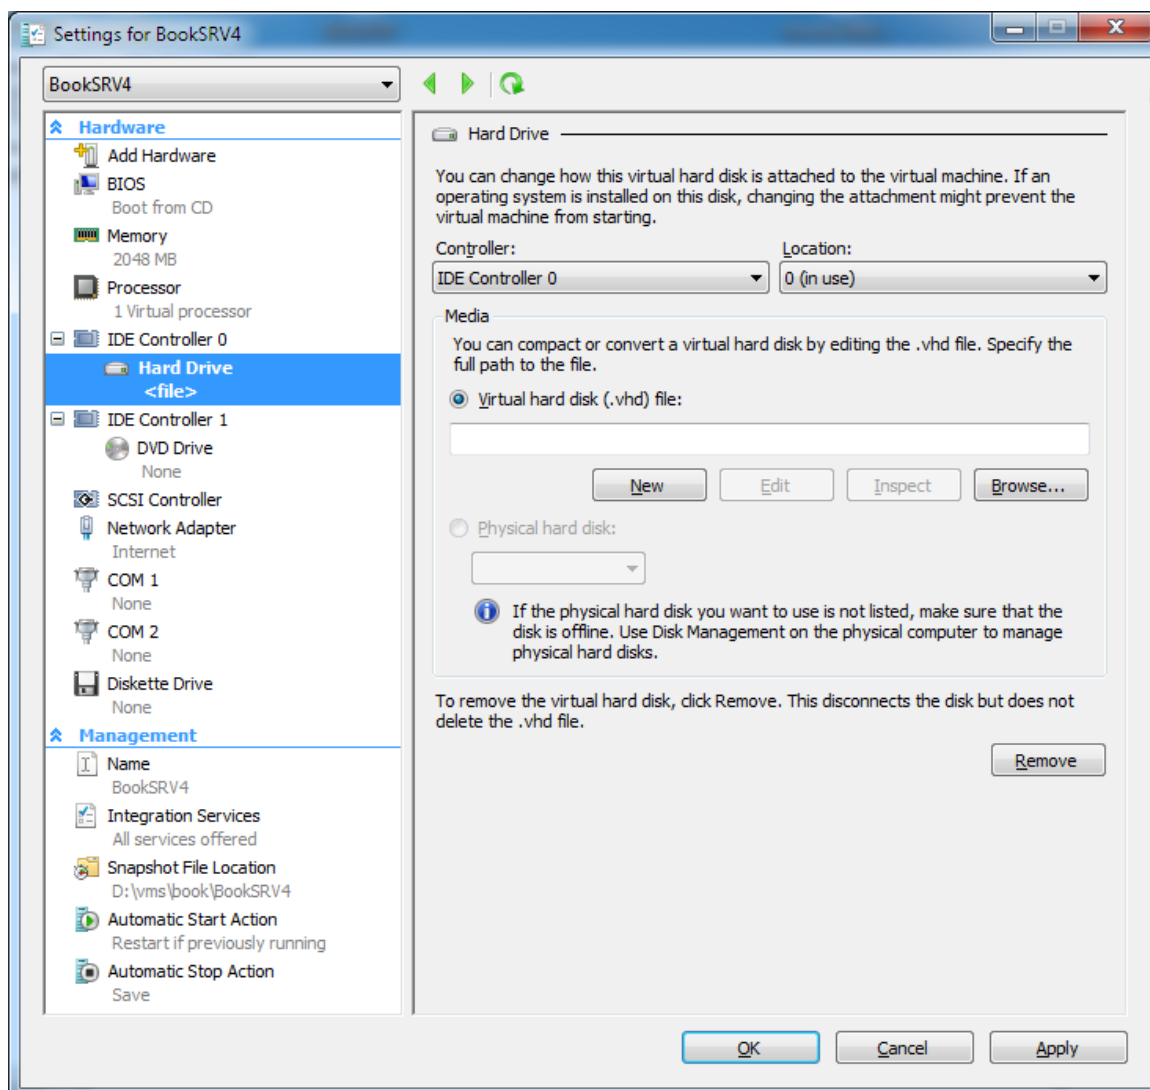 Settings for BookSRV4
BookSRV4
Hardware
Add Hardware
BIOS
Boot from CD
Memory
2048 MB
Processor
1 Virtual processor
IDE Controller 0
Hard Drive
<file>
IDE Controller 1
DVD Drive
None
SCSI Controller
Network Adapter
Internet
COM 1
None
COM 2
None
Diskette Drive
None
Management
Name
BookSRV4
Integration Services
All services offered
Snapshot File Location
D:\vms\book\BookSRV4
Automatic Start Action
Restart if previously running
Automatic Stop Action
Save
Hard Drive
You can change how this virtual hard disk is attached to the virtual machine. If an
operating system is installed on this disk, changing the attachment might prevent the
virtual machine from starting.
Controller: Location:
IDE Controller 0 0 (in use)
Media
You can compact or convert a virtual hard disk by editing the .vhd file. Specify the
full path to the file.
Virtual hard disk (.vhd) file:
New Edit Inspect Browse...
Physical hard disk:
If the physical hard disk you want to use is not listed, make sure that the
disk is offline. Use Disk Management on the physical computer to manage
physical hard disks.
To remove the virtual hard disk, click Remove. This disconnects the disk but does not
delete the .vhd file.
Remove
OK Cancel Apply